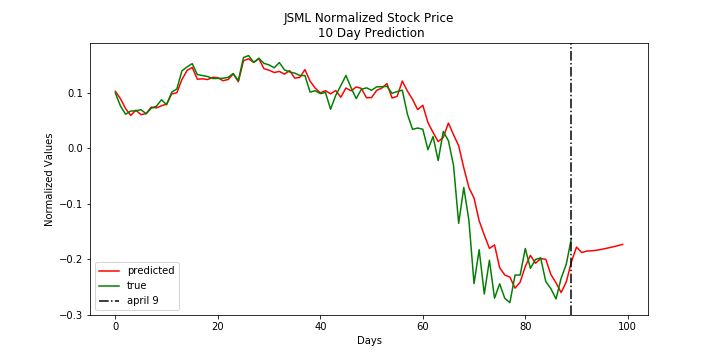 JSML Normalized Stock Price
10 Day Prediction
Normalized Values
0.1
0.0
−0.1
−0.2
−0.3
predicted
true
april 9
0
20
40
60
80
100
Days